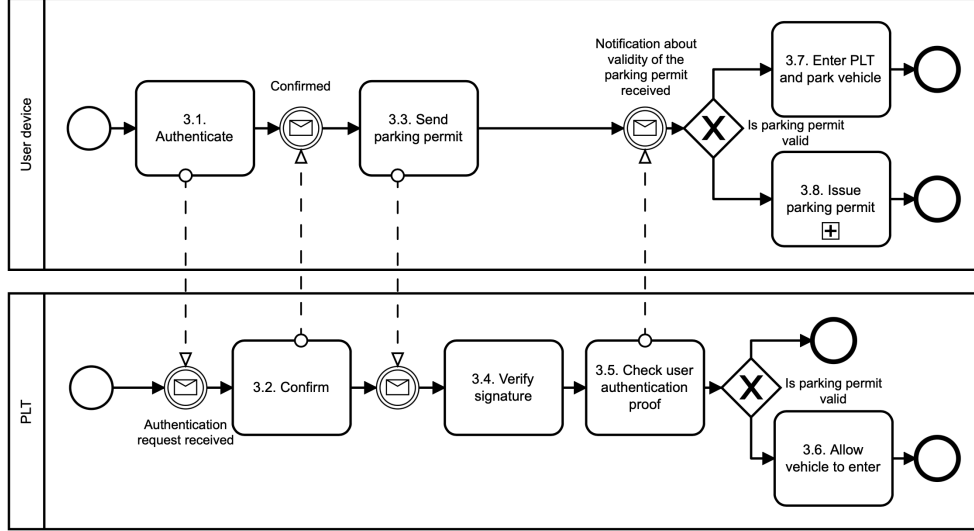 User device
3.1.
Authenticate
Confirmed
3.3. Send
parking permit
Notification about
validity of the
parking permit
received
Is parking permit
valid
3.7. Enter PLT
and park vehicle
3.8. Issue
parking permit
PLT
Authentication
request received
3.2. Confirm
3.4. Verify
signature
3.5. Check user
authentication
proof
Is parking permit
valid
3.6. Allow
vehicle to enter